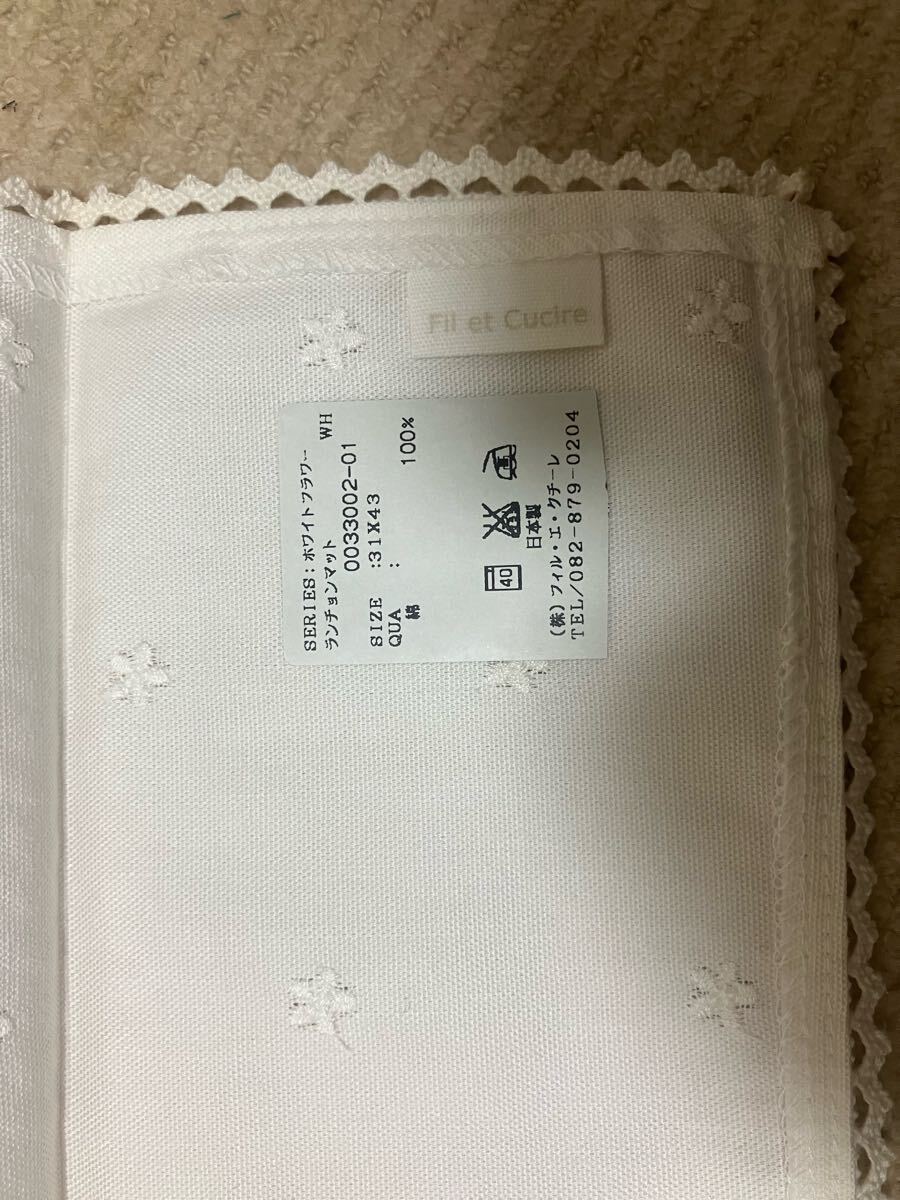 Fil et Cucire
SERIES:ホワイトフラワー
ランチョンマット WH
0033002-01
SIZE :31X43
QUA :
綿 100%
40
高
日本製
(株)フィル・エ・クチーレ
TEL/082-879-0204